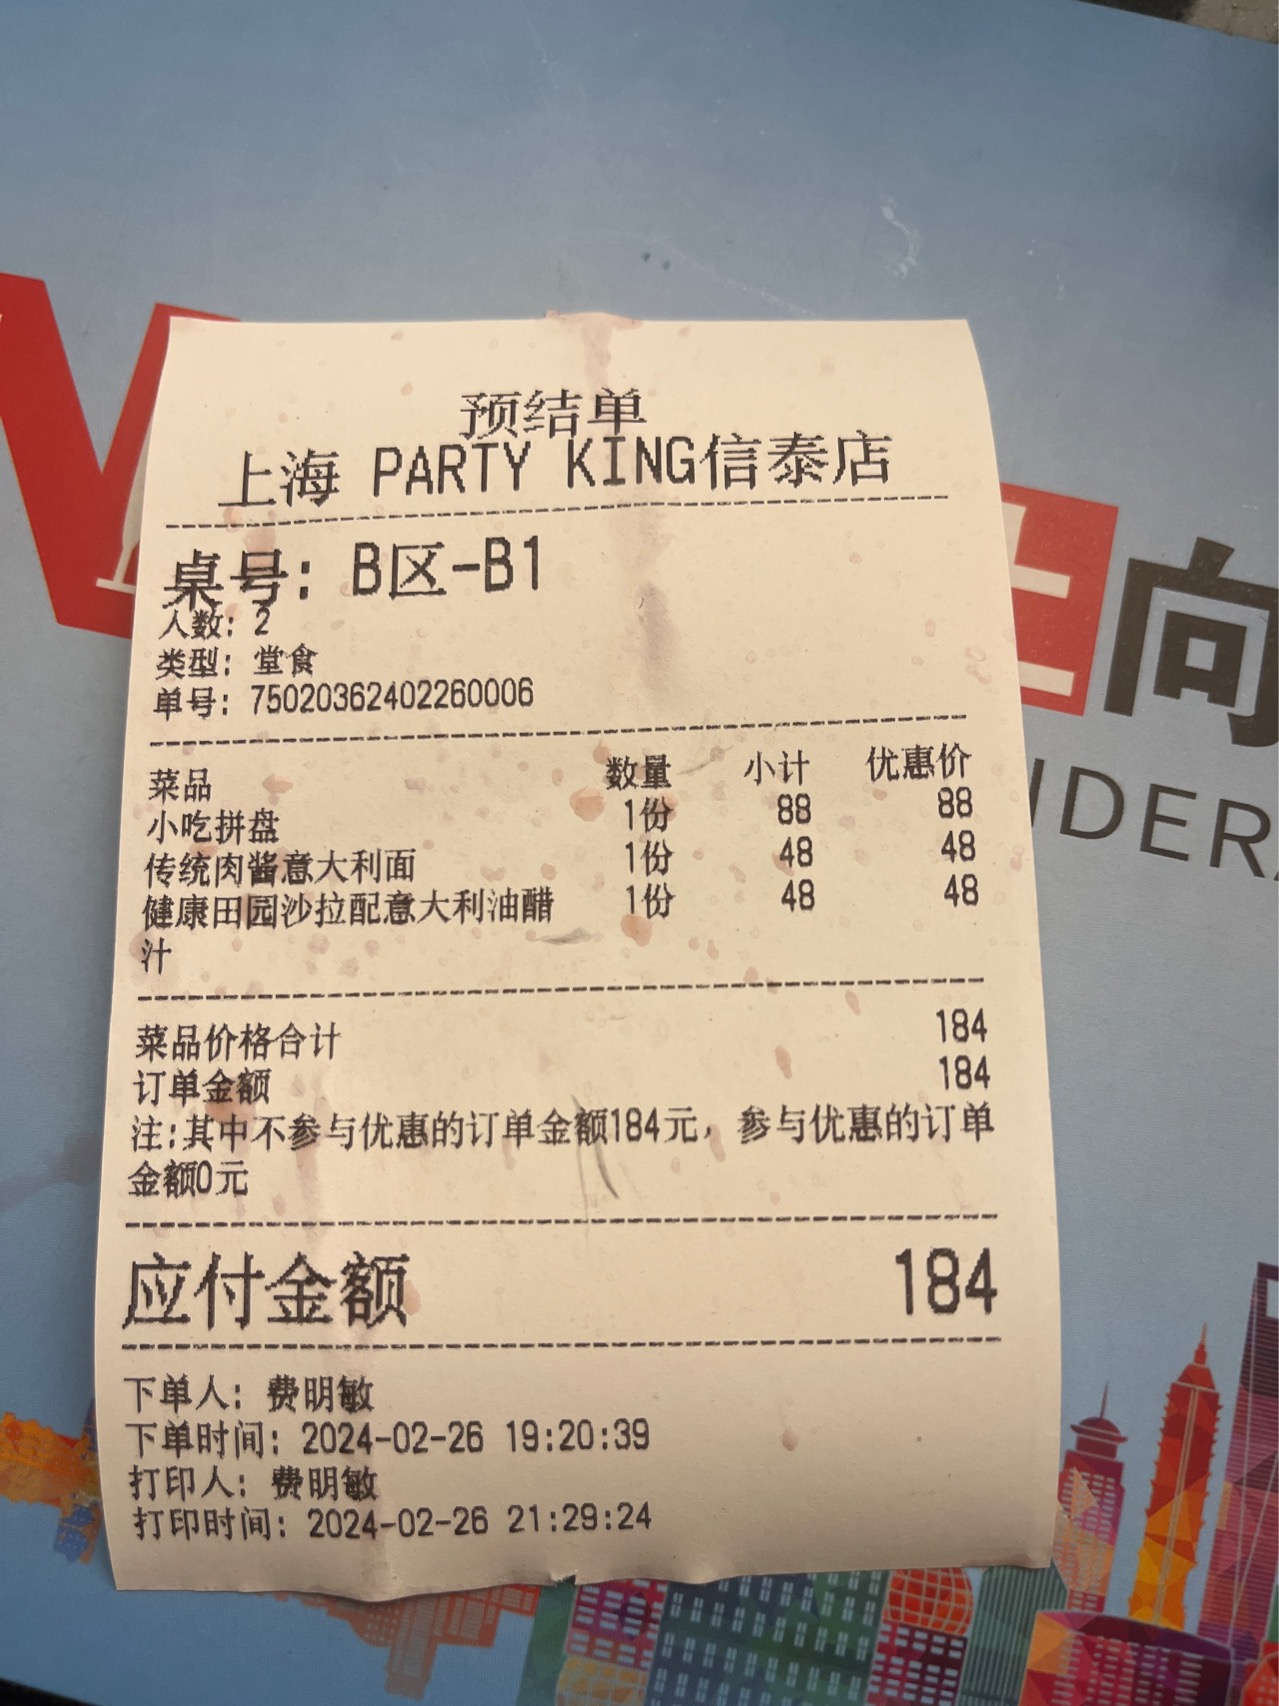 预结单
上海 PARTY KING信泰店
桌号: B区-B1
人数: 2
类型: 堂食
单号: 75020362402260006
菜品 数量 小计 优惠价
小吃拼盘 1份 88 88
传统肉酱意大利面 1份 48 48
健康田园沙拉配意大利油醋 1份 48 48
汁
菜品价格合计 184
订单金额 184
注:其中不参与优惠的订单金额184元, 参与优惠的订单
金额0元
应付金额 184
下单人: 费明敏
下单时间: 2024-02-26 19:20:39
打印人: 费明敏
打印时间: 2024-02-26 21:29:24
向